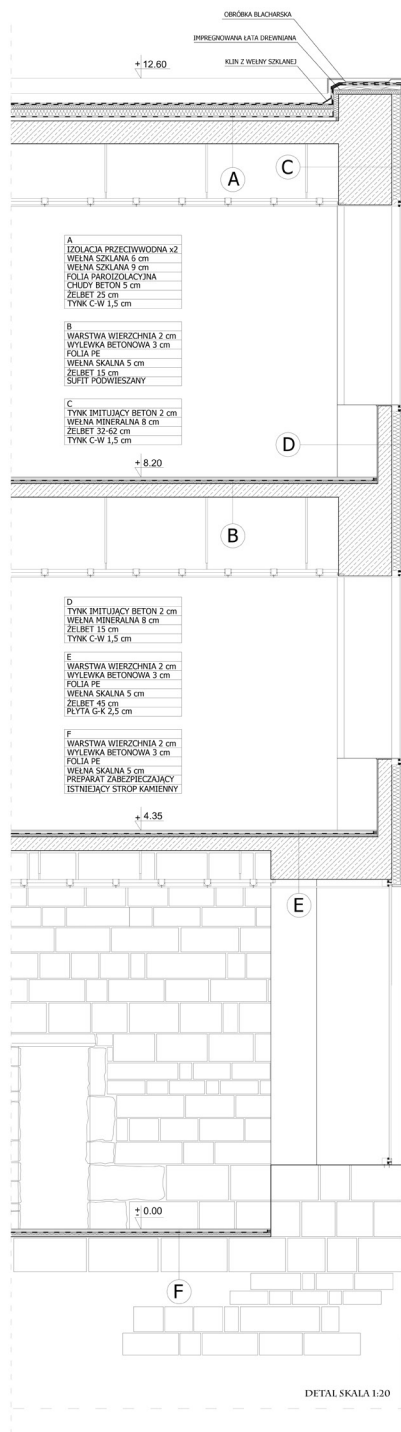 OBRÓBKA BLACHARSKA
IMPREGNOWANA ŁATA DREWNIANA
KLIN Z WEŁNY SZKLANEJ
+ 12.60
A
C
A
IZOLACJA PRZECIWWODNA x2
WEŁNA SZKLANA 6 cm
WEŁNA SZKLANA 9 cm
FOLIA PAROIZOLACYJNA
CHUDY BETON 5 cm
ŻELBET 25 cm
TYNK C-W 1,5 cm
B
WARSTWA WIERZCHNIA 2 cm
WYLEWKA BETONOWA 3 cm
FOLIA PE
WEŁNA SKALNA 5 cm
ŻELBET 15 cm
SUFIT PODWIESZANY
C
TYNK IMITUJĄCY BETON 2 cm
WEŁNA MINERALNA 8 cm
ŻELBET 32-62 cm
TYNK C-W 1,5 cm
D
+ 8.20
B
D
TYNK IMITUJĄCY BETON 2 cm
WEŁNA MINERALNA 8 cm
ŻELBET 15 cm
TYNK C-W 1,5 cm
E
WARSTWA WIERZCHNIA 2 cm
WYLEWKA BETONOWA 3 cm
FOLIA PE
WEŁNA SKALNA 5 cm
ŻELBET 45 cm
PŁYTA G-K 2,5 cm
F
WARSTWA WIERZCHNIA 2 cm
WYLEWKA BETONOWA 3 cm
FOLIA PE
WEŁNA SKALNA 5 cm
PREPARAT ZABEZPIECZAJĄCY
ISTNIEJĄCY STROP KAMIENNY
+ 4.35
E
± 0.00
F
DETAL SKALA 1:20